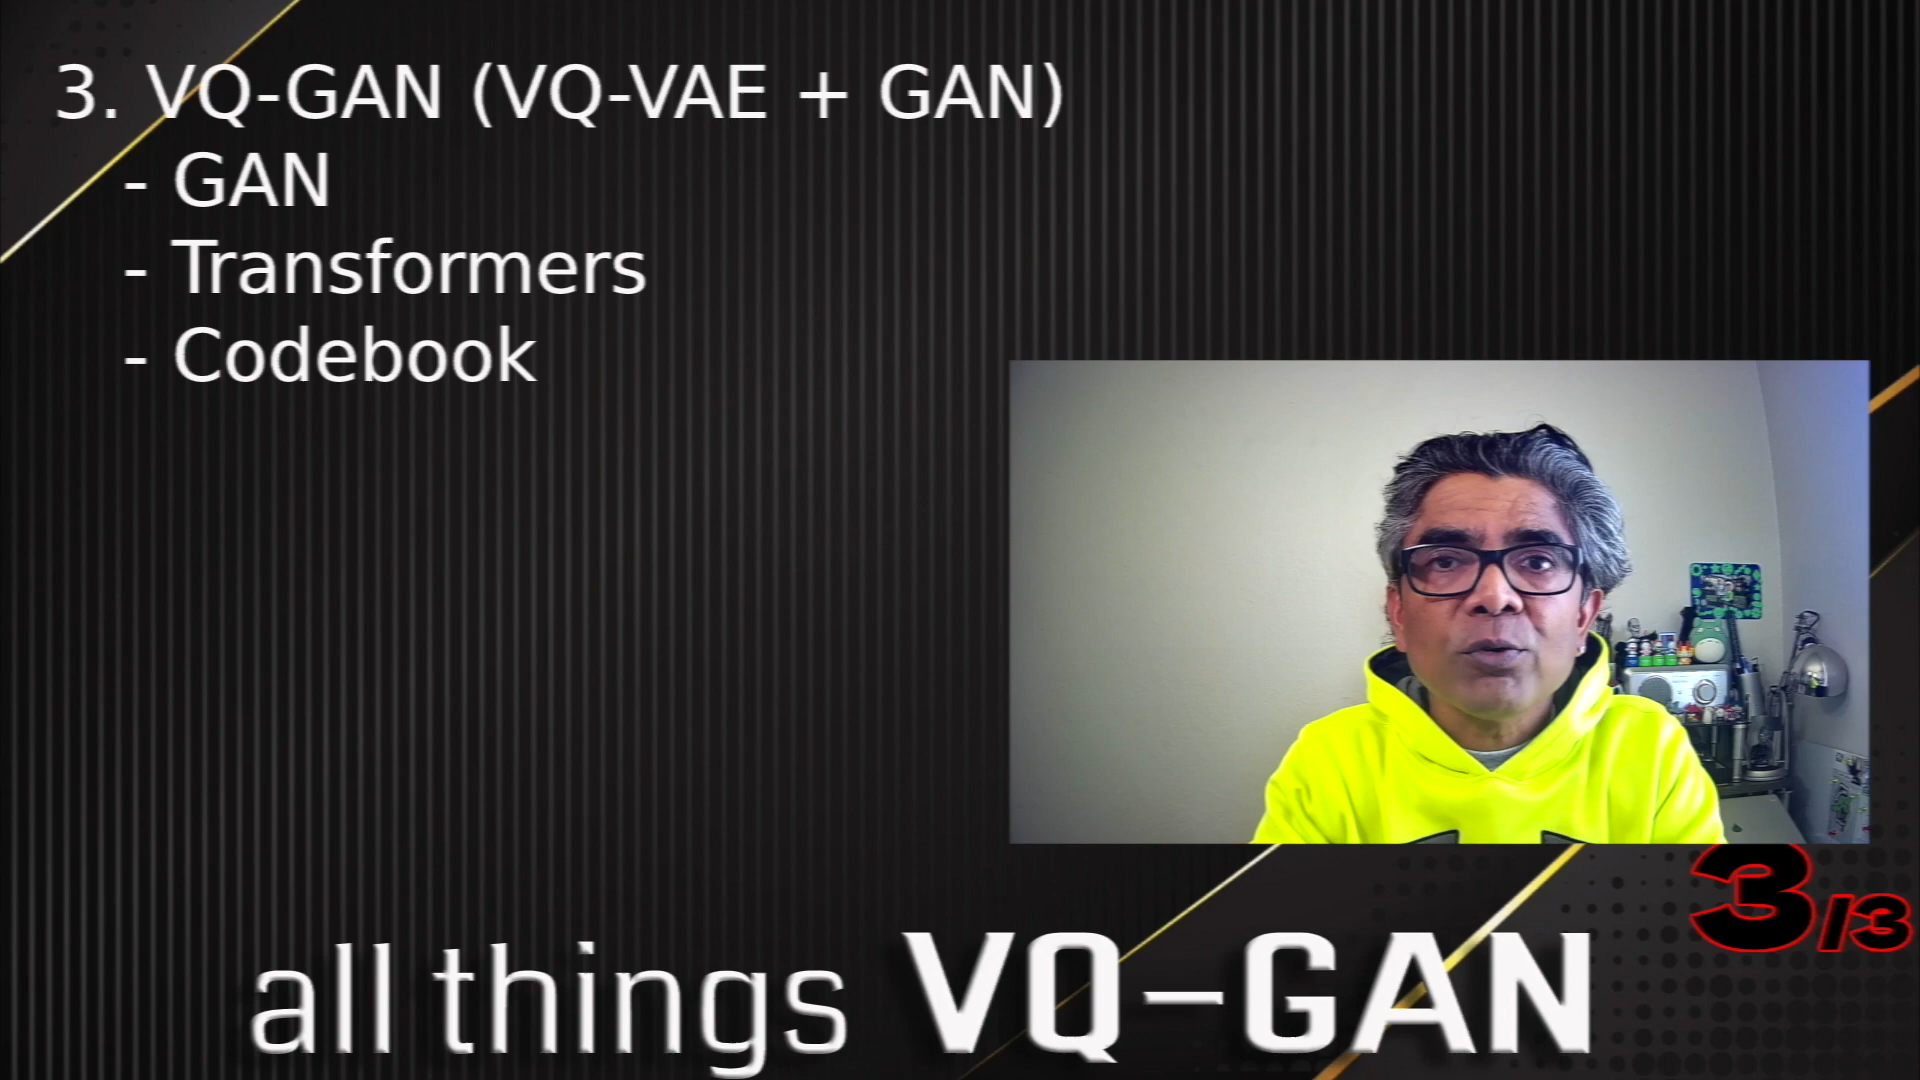 3. VQ-GAN (VQ-VAE + GAN)
- GAN
- Transformers
- Codebook
3/3
all things VQ-GAN